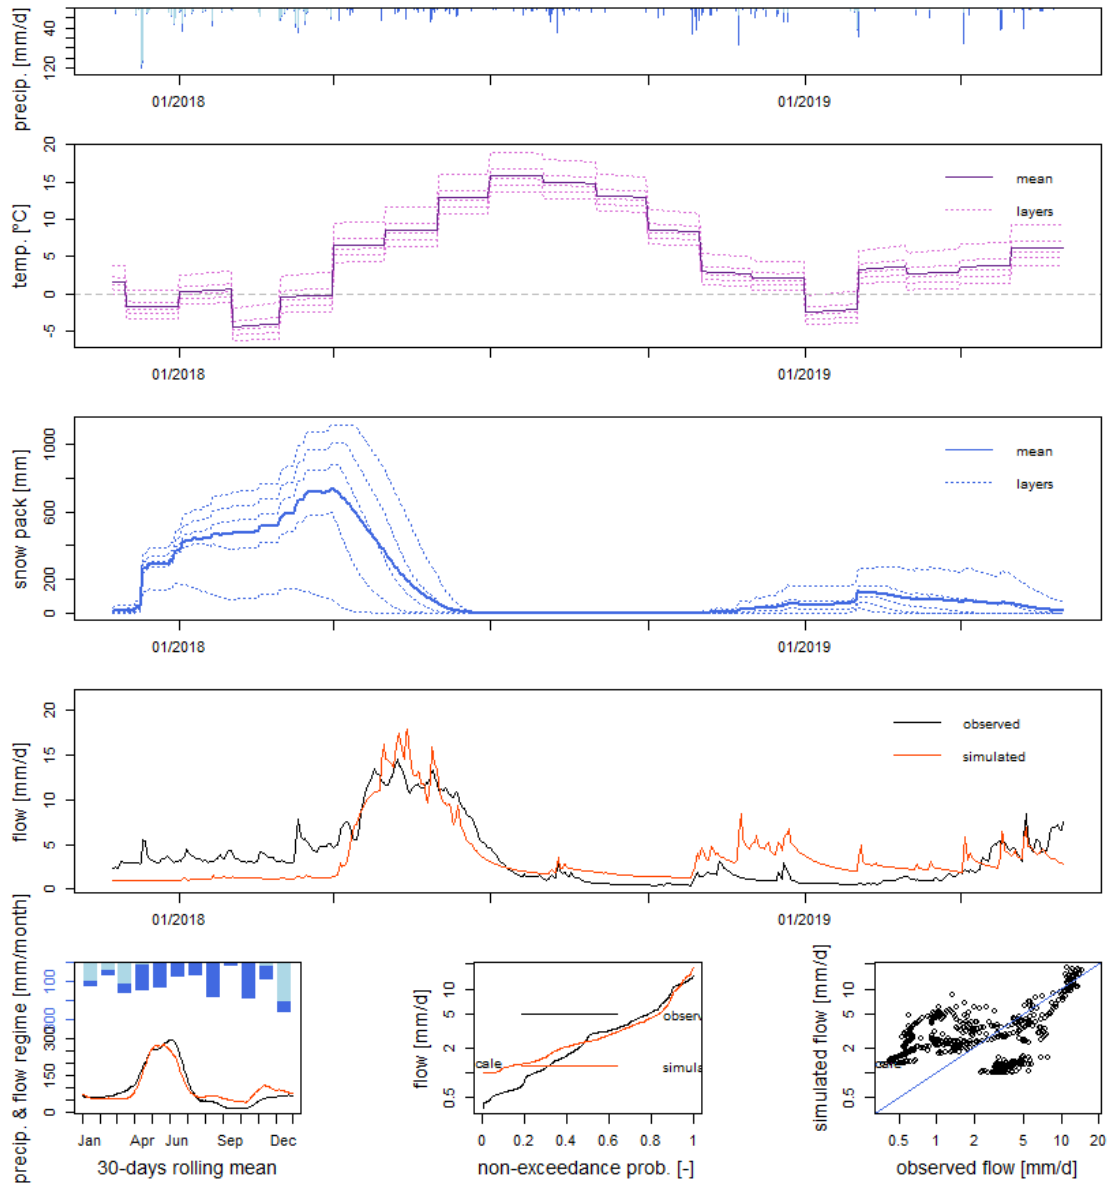 precip. [mm/d]
40
120
01/2018
01/2019
temp. [ºC]
20
15
10
5
0
-5
mean
layers
01/2018
01/2019
snow pack [mm]
1000
600
200
0
mean
layers
01/2018
01/2019
flow [mm/d]
20
15
10
5
0
observed
simulated
01/2018
01/2019
precip. & flow regime [mm/month]
100
300
150
0
Jan
Apr
Jun
Sep
Dec
30-days rolling mean
flow [mm/d]
10
5
2
0.5
observ
simula
cale
0
0.2
0.4
0.6
0.8
1
non-exceedance prob. [-]
simulated flow [mm/d]
10
5
2
0.5
cale
0.5
1
2
5
10
20
observed flow [mm/d]